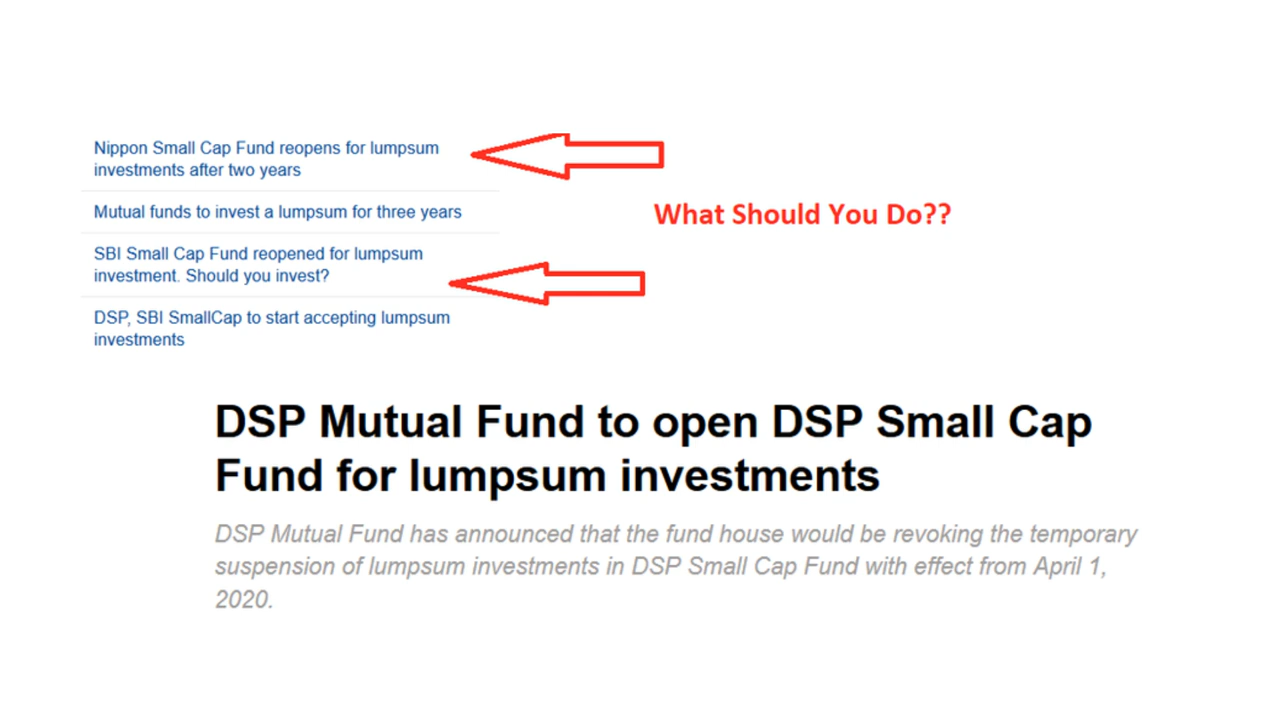 Nippon Small Cap Fund reopens for lumpsum
investments after two years
Mutual funds to invest a lumpsum for three years
What Should You Do??
SBI Small Cap Fund reopened for lumpsum
investment. Should you invest?
DSP, SBI SmallCap to start accepting lumpsum
investments
DSP Mutual Fund to open DSP Small Cap
Fund for lumpsum investments
DSP Mutual Fund has announced that the fund house would be revoking the temporary
suspension of lumpsum investments in DSP Small Cap Fund with effect from April 1,
2020.